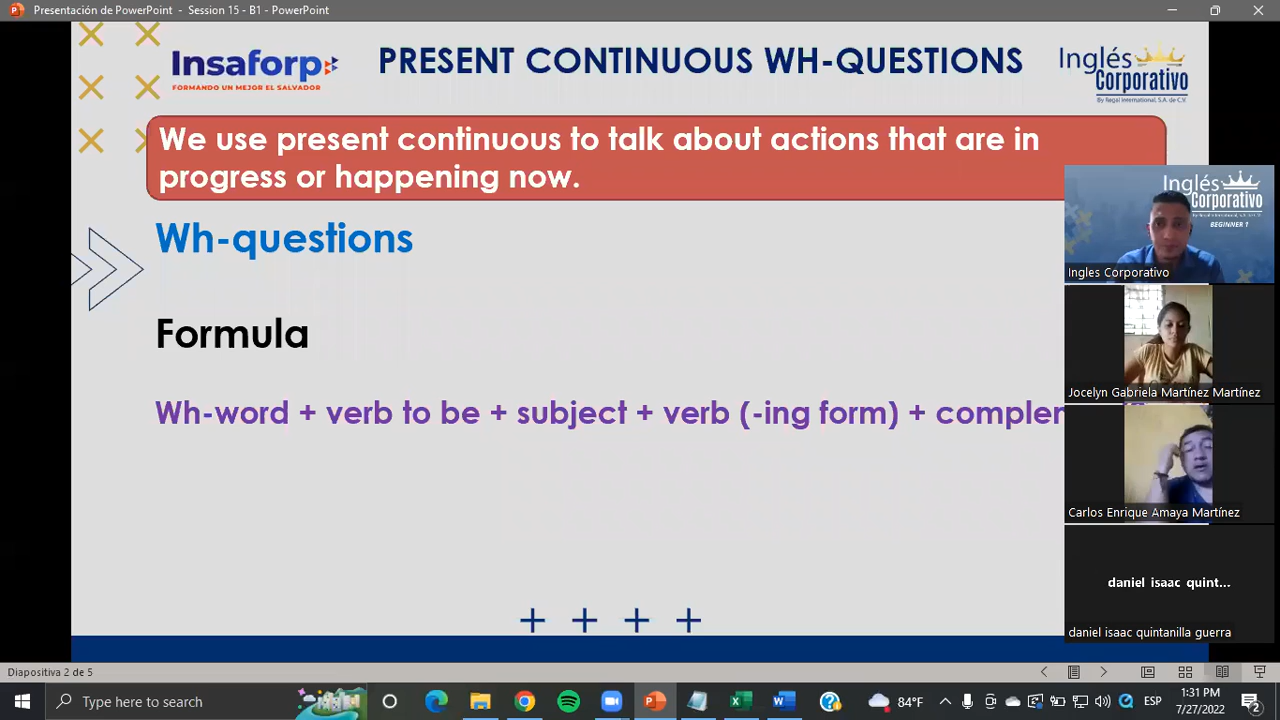 Presentación de PowerPoint - Session 15 - B1 - PowerPoint
Insaforp
FORMANDO UN MEJOR EL SALVADOR
PRESENT CONTINUOUS WH-QUESTIONS
Inglés
Corporativo
By Regal International, S.A. de C.V.
We use present continuous to talk about actions that are in
progress or happening now.
Wh-questions
Formula
Wh-word + verb to be + subject + verb (-ing form) + complem
Inglés
Corporativo
BEGINNER 1
Ingles Corporativo
Jocelyn Gabriela Martínez Martínez
Carlos Enrique Amaya Martínez
daniel isaac quint...
daniel isaac quintanilla guerra
Diapositiva 2 de 5
Type here to search
84°F
ESP
1:31 PM
7/27/2022
2